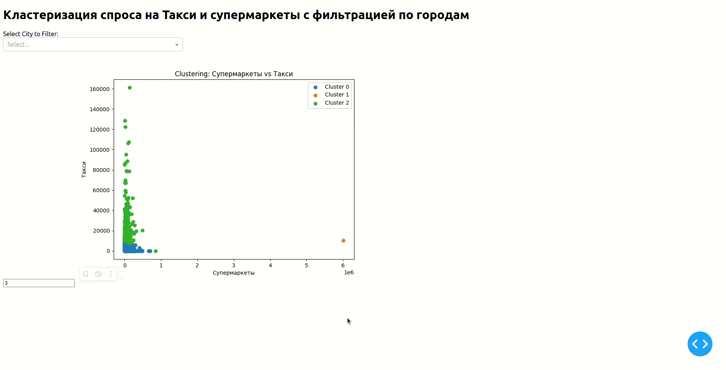 Кластеризация спроса на Такси и супермаркеты с фильтрацией по городам
Select City to Filter:
Select...
Clustering: Супермаркеты vs Такси
Cluster 0
Cluster 1
Cluster 2
160000
140000
120000
100000
80000
60000
40000
20000
0
Такси
0 1 2 3 4 5 6
1e6
Супермаркеты
3